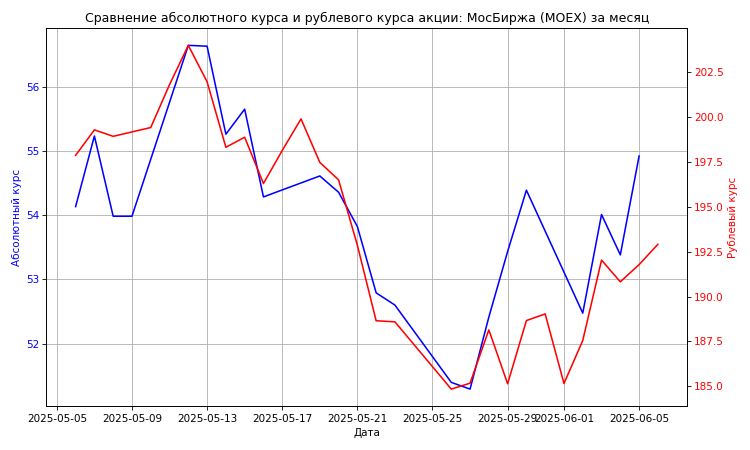 Сравнение абсолютного курса и рублевого курса акции: МосБиржа (MOEX) за месяц
Абсолютный курс
56
55
54
53
52
202.5
200.0
197.5
195.0
192.5
190.0
187.5
185.0
Рублевый курс
2025-05-05 2025-05-09 2025-05-13 2025-05-17 2025-05-21 2025-05-25 2025-05-29 2025-06-01 2025-06-05
Дата